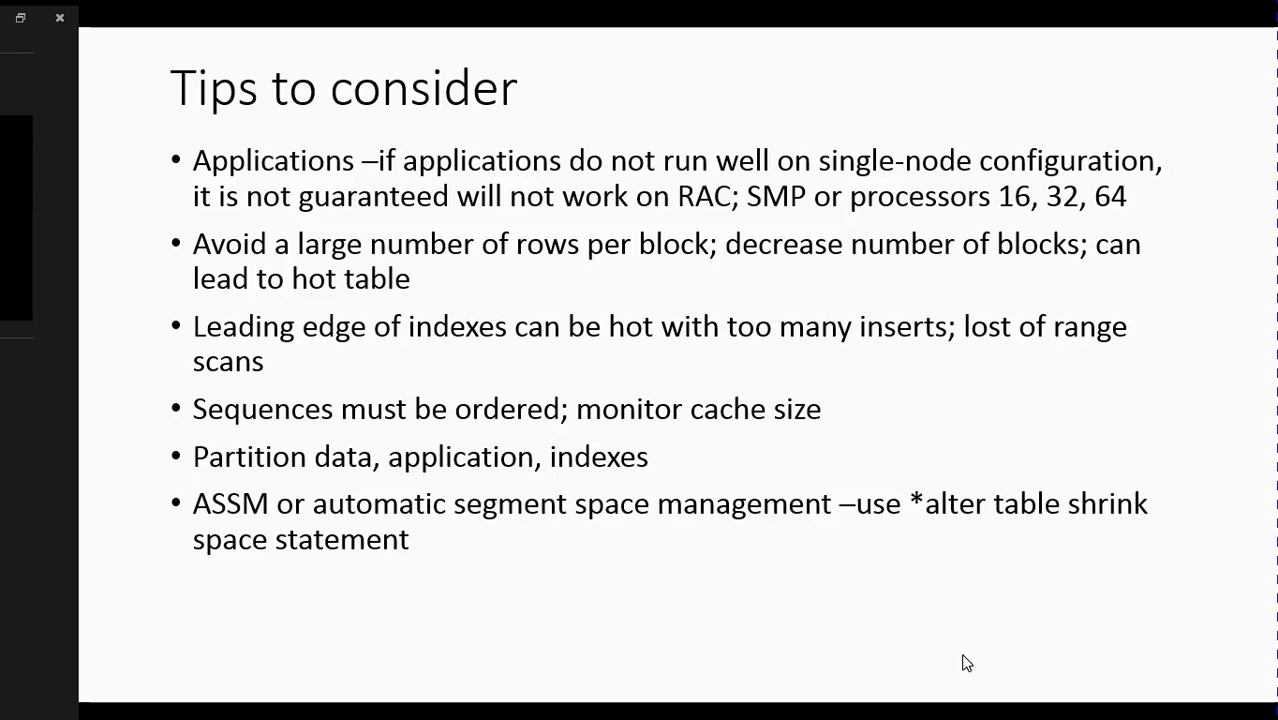 Tips to consider
• Applications –if applications do not run well on single-node configuration,
it is not guaranteed will not work on RAC; SMP or processors 16, 32, 64
• Avoid a large number of rows per block; decrease number of blocks; can
lead to hot table
• Leading edge of indexes can be hot with too many inserts; lost of range
scans
• Sequences must be ordered; monitor cache size
• Partition data, application, indexes
• ASSM or automatic segment space management –use *alter table shrink
space statement